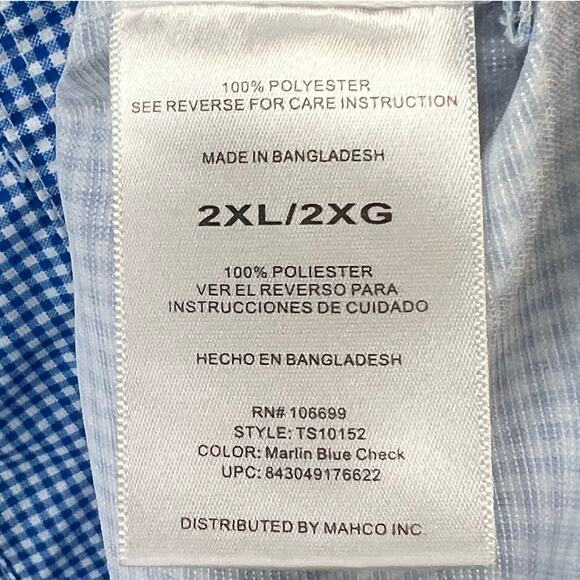 100% POLYESTER
SEE REVERSE FOR CARE INSTRUCTION
MADE IN BANGLADESH
2XL/2XG
100% POLIESTER
VER EL REVERSO PARA
INSTRUCCIONES DE CUIDADO
HECHO EN BANGLADESH
RN# 106699
STYLE: TS10152
COLOR: Marlin Blue Check
UPC: 843049176622
DISTRIBUTED BY MAHCO INC